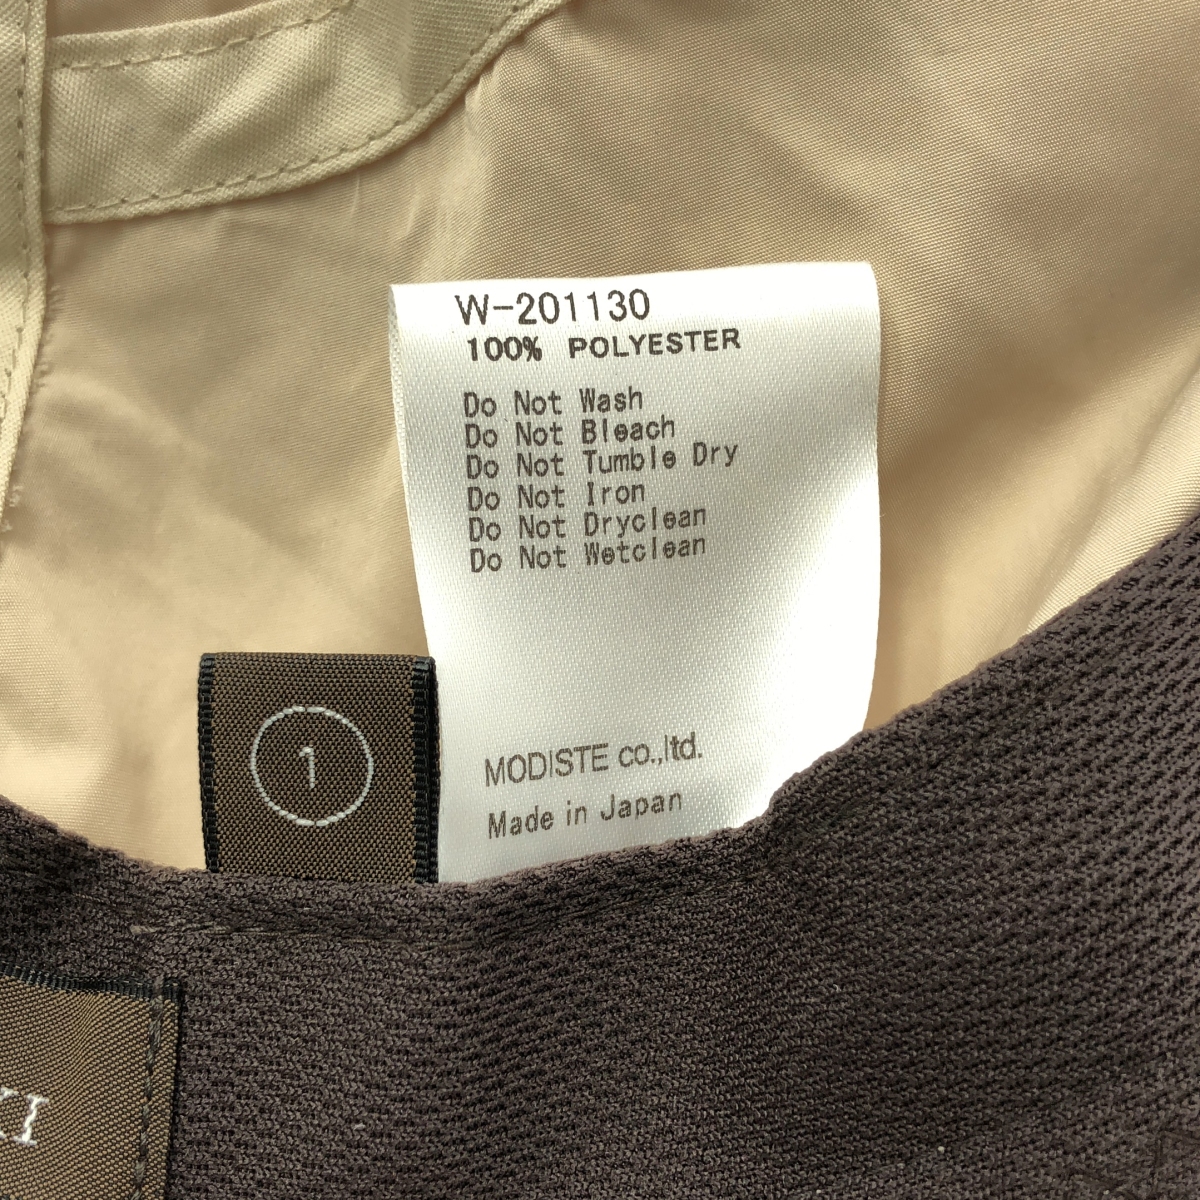 W-201130
100% POLYESTER
Do Not Wash
Do Not Bleach
Do Not Tumble Dry
Do Not Iron
Do Not Dryclean
Do Not Wetclean
1
MODISTE co.,ltd.
Made in Japan